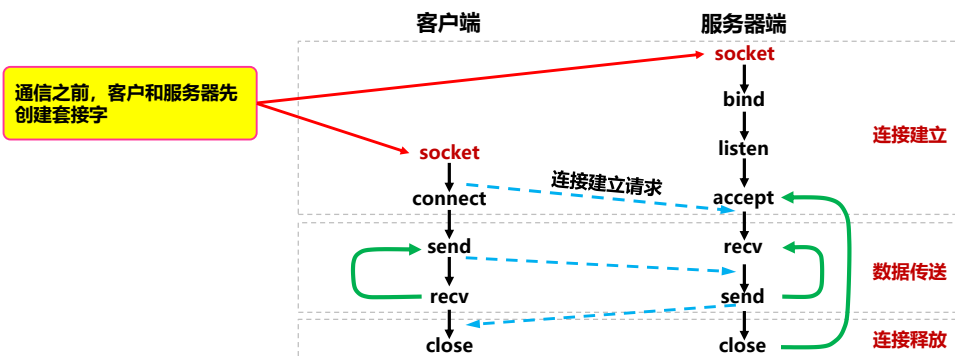 客户端
服务器端
socket
通信之前，客户和服务器先
创建套接字
bind
连接建立
listen
socket
连接建立请求
connect
accept
send
recv
数据传送
recv
send
close
close
连接释放